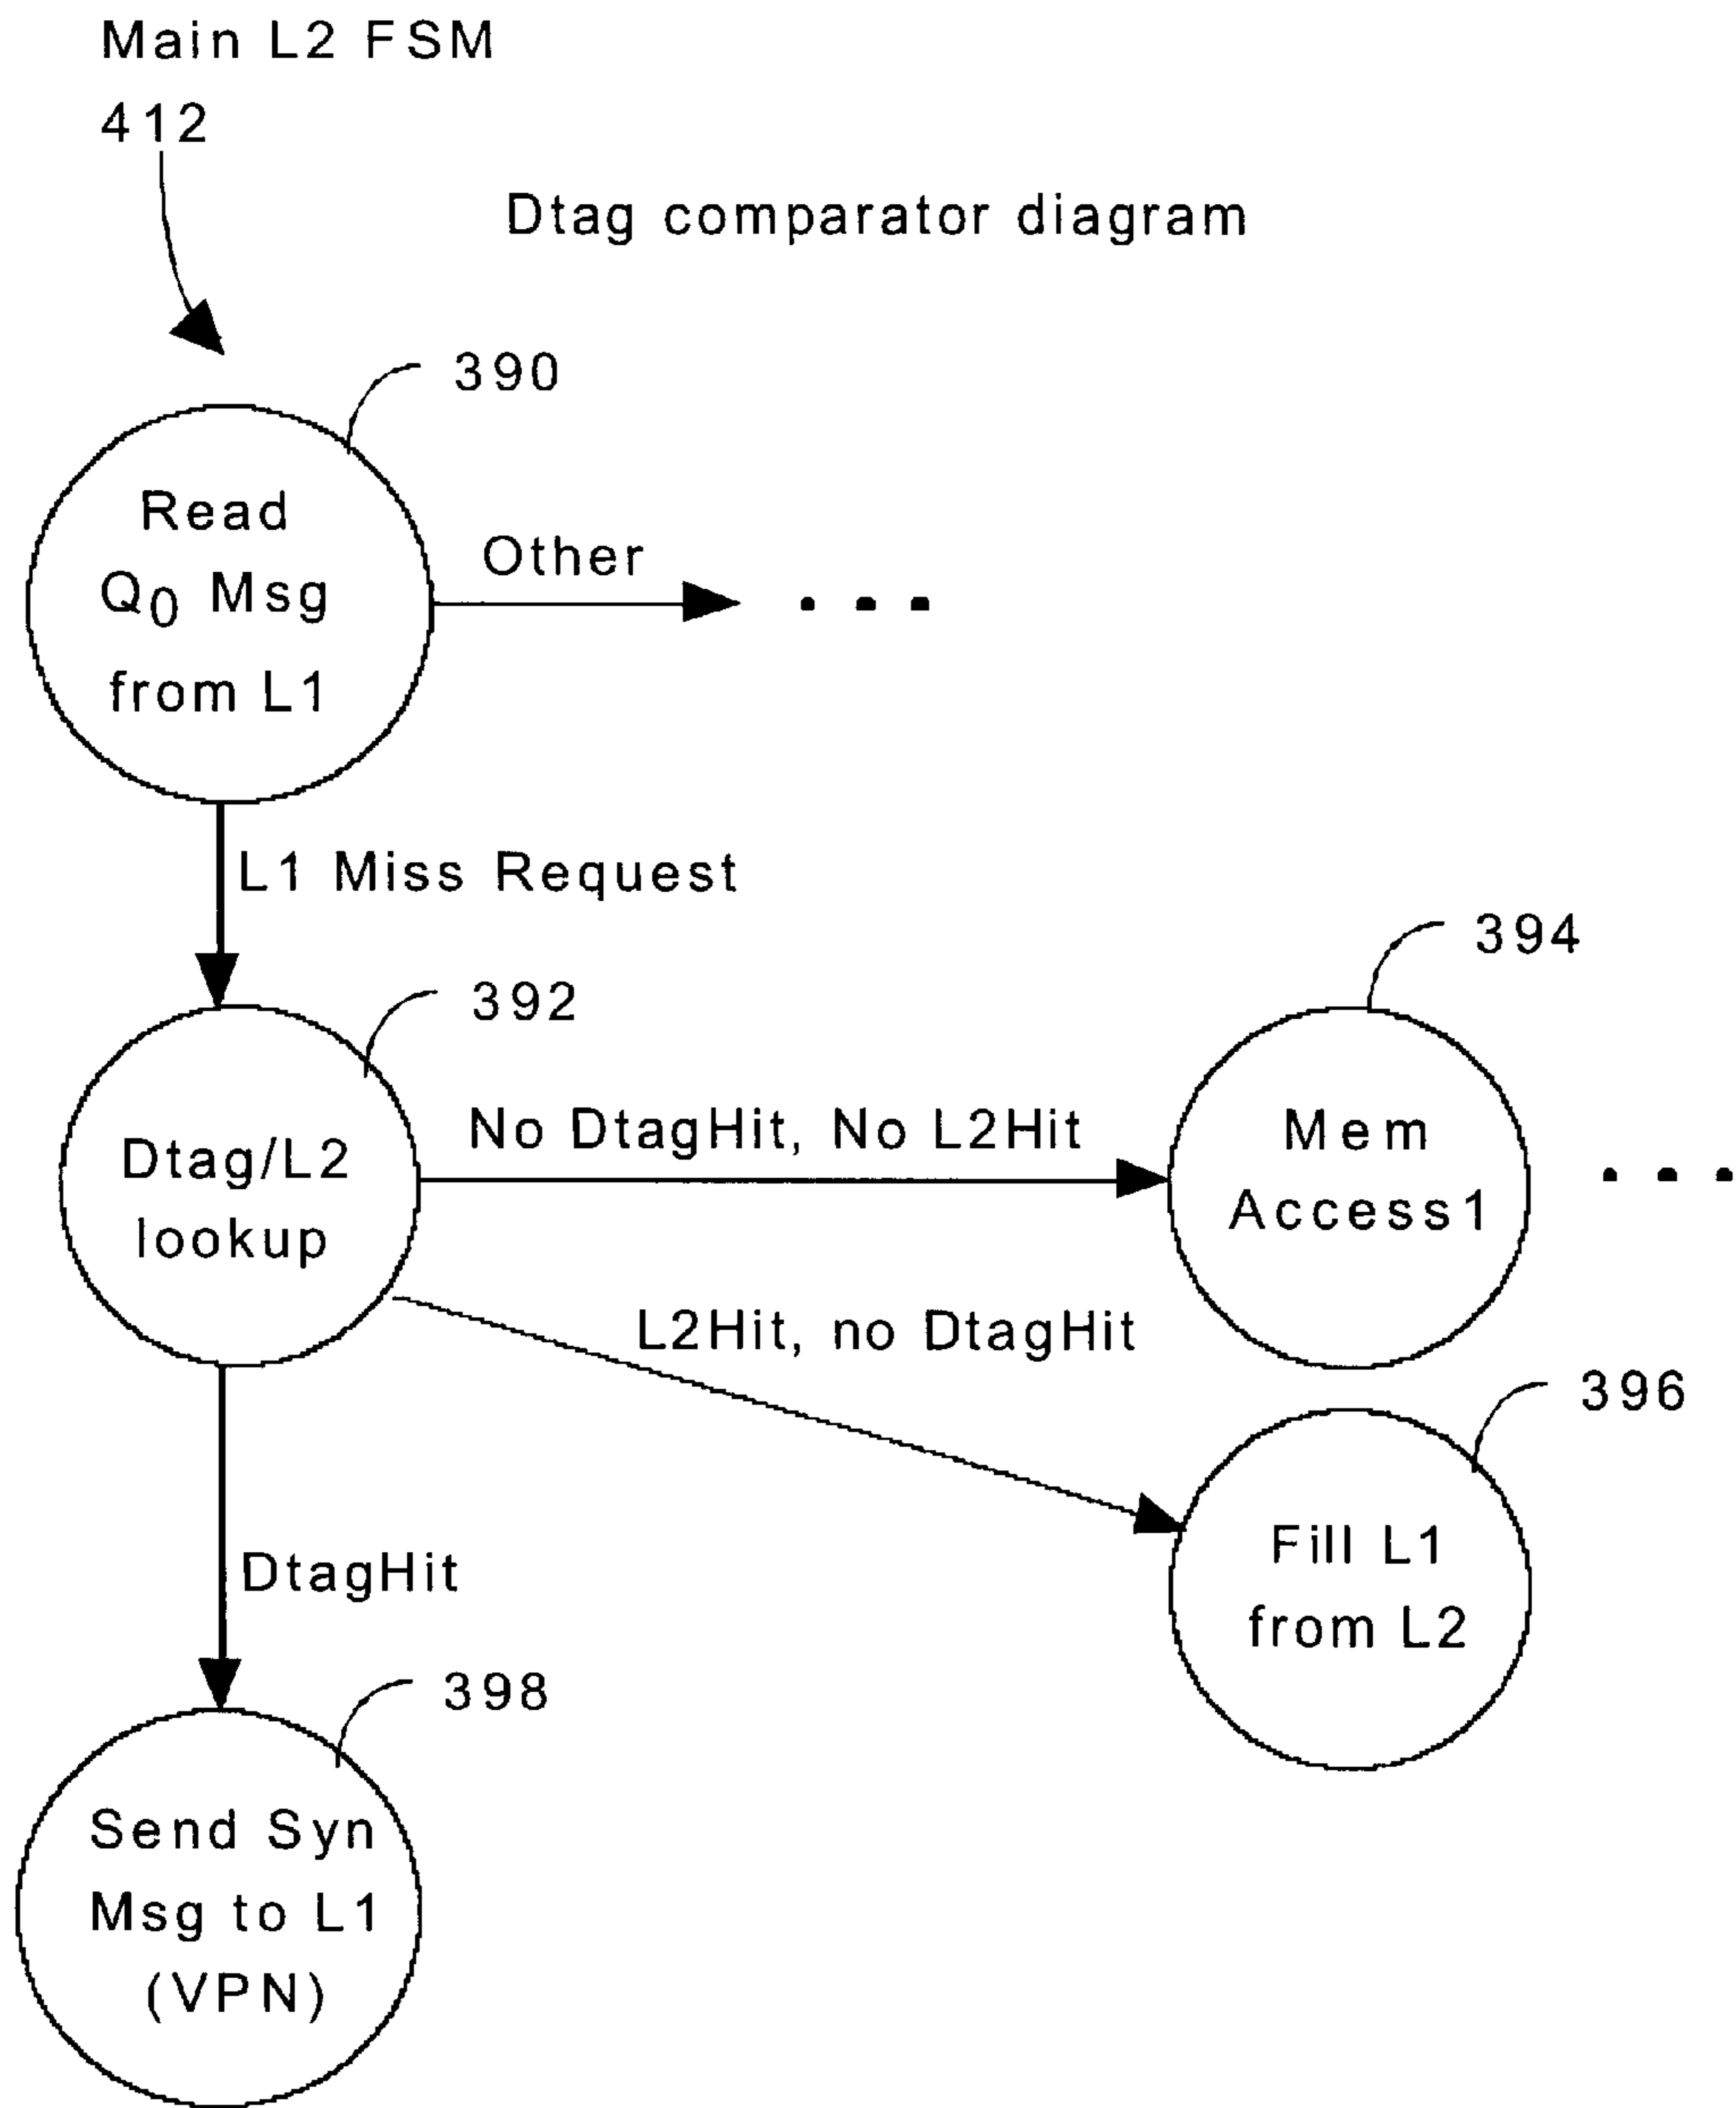 Main L2 FSM
412
Dtag comparator diagram
390
Read
Q0 Msg
from L1
Other
...
L1 Miss Request
392
394
Dtag/L2
lookup
No DtagHit, No L2Hit
Mem
Access1
...
L2Hit, no DtagHit
396
Fill L1
from L2
DtagHit
398
Send Syn
Msg to L1
(VPN)